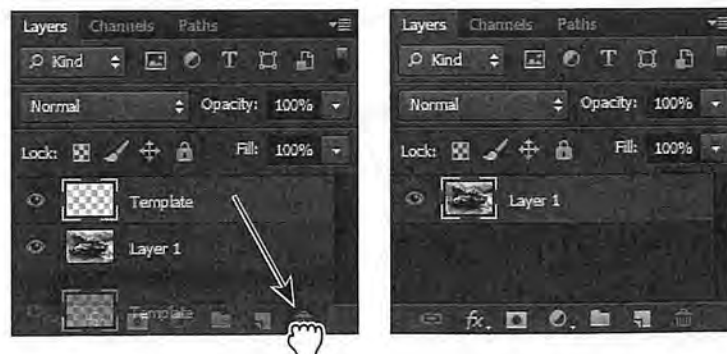 Layers Channels Paths
Kind
Normal Opacity: 100%
Lock: Fill: 100%
Template
Layer 1
Template
Layers Channels Paths
Kind
Normal Opacity: 100%
Lock: Fill: 100%
Layer 1
fx